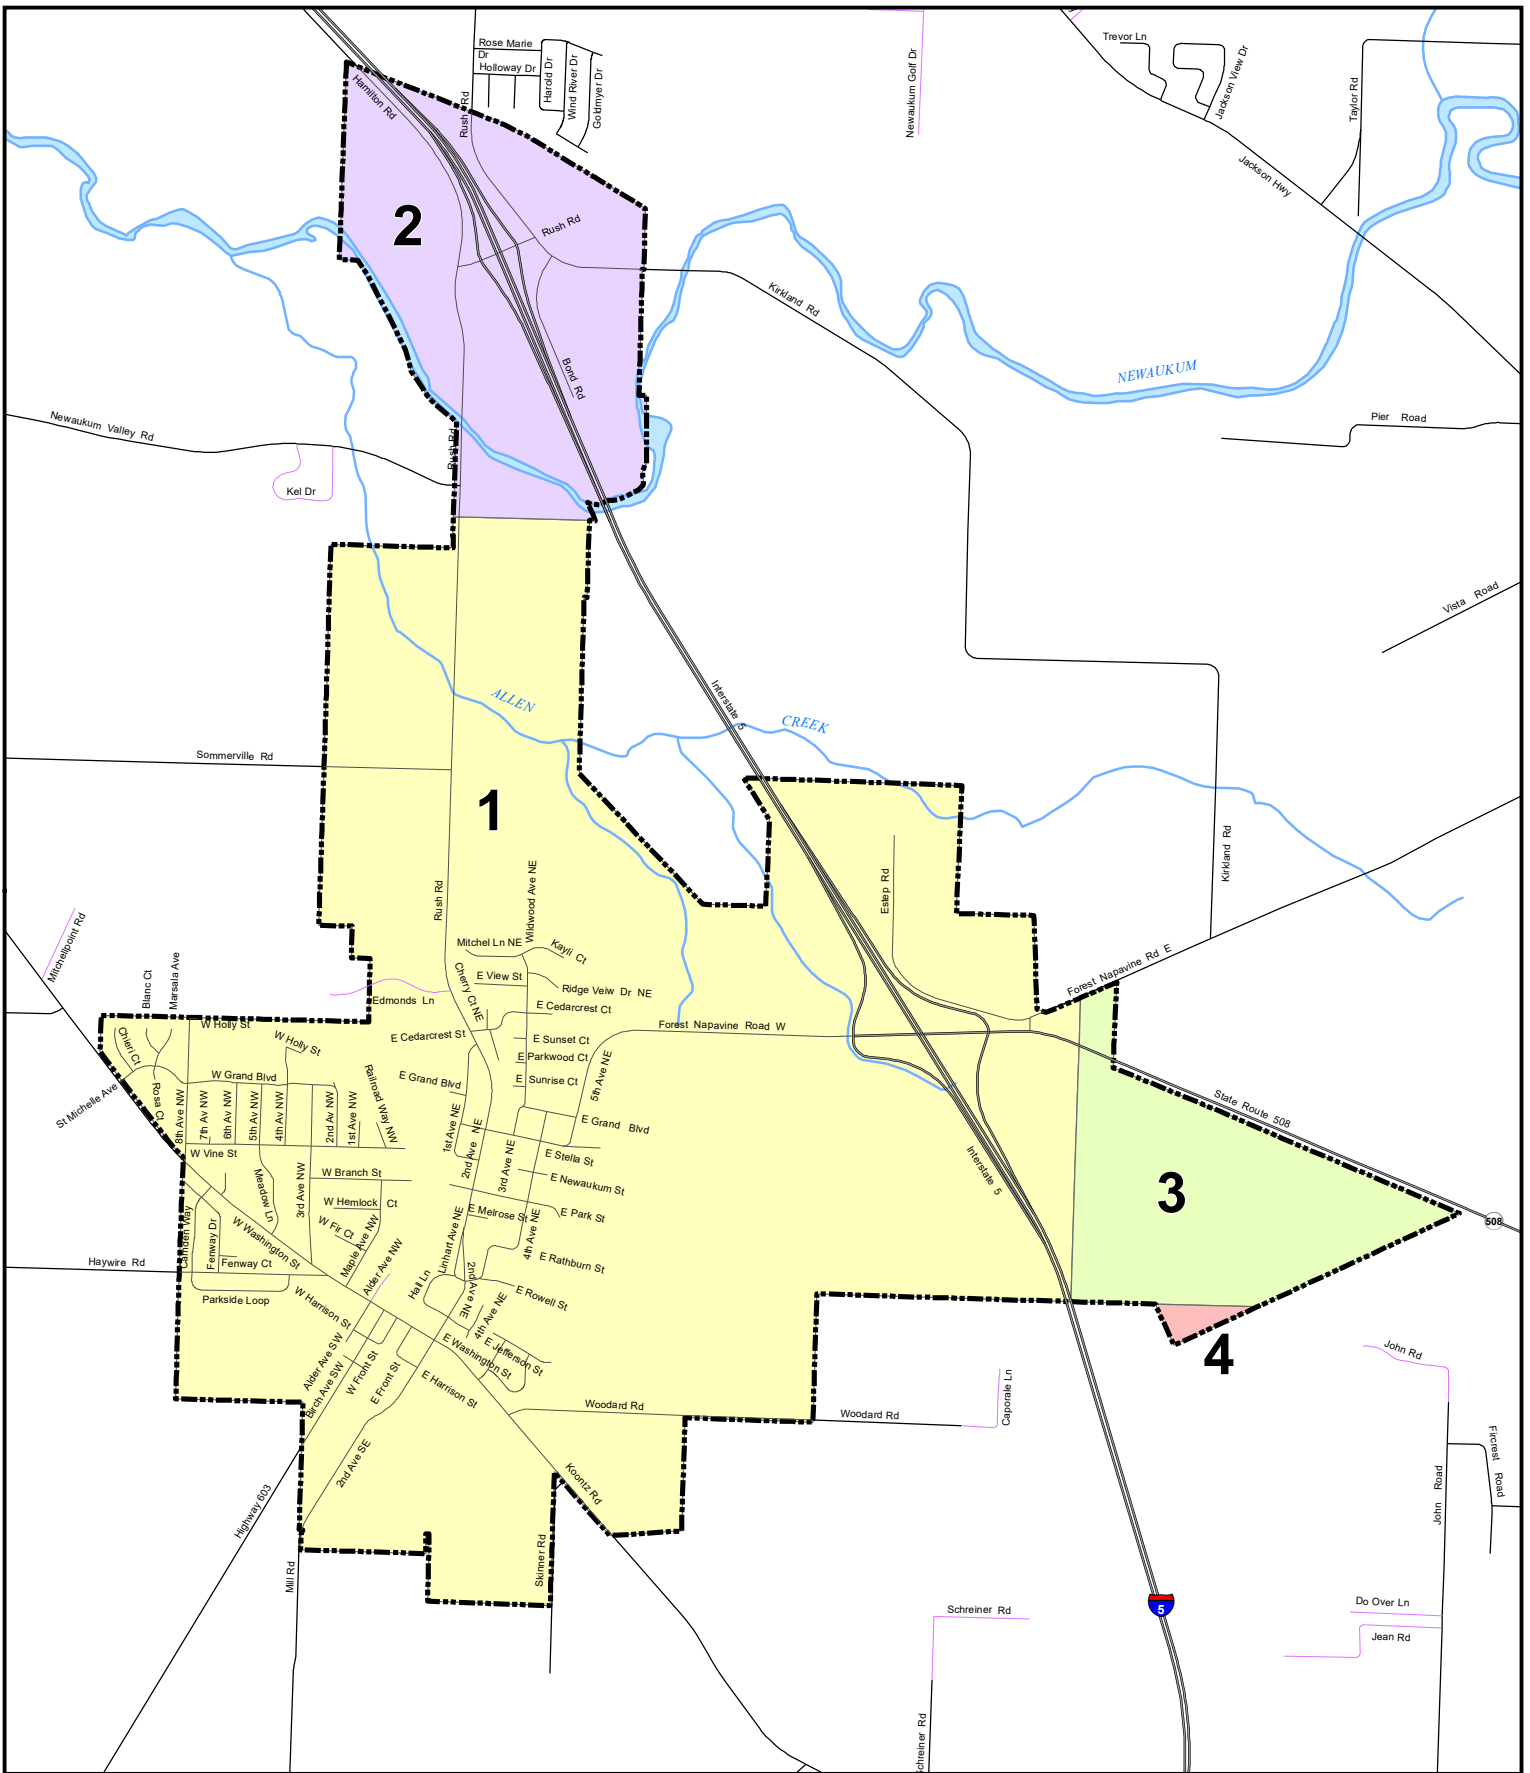 Rose Marie
Dr
Holloway Dr
Harold Dr
Wind River Dr
Goldmyer Dr
Rush Rd
Hamilton Rd
Newaukum Golf Dr
Trevor Ln
Jackson View Dr
Taylor Rd
Jackson Hwy
2
Rush Rd
Kirkland Rd
Bond Rd
NEWAUKUM
Pier Road
Newaukum Valley Rd
Rush Rd
Kel Dr
Vista Road
Interstate 5
ALLEN
CREEK
Sommerville Rd
1
Kirkland Rd
Estep Rd
Rush Rd
Wildwood Ave NE
Mitchellpoint Rd
Blanc Ct
Marsala Ave
Mitchel Ln NE
Kayli Ct
Forest Napavine Rd E
Cherry Ct NE
E View St
Ridge Veiw Dr NE
Edmonds Ln
E Cedarcrest Ct
W Holly St
Forest Napavine Road W
Chieri Ct
W Holly St
E Cedarcrest St
E Sunset Ct
E Parkwood Ct
5th Ave NE
W Grand Blvd
E Grand Blvd
E Sunrise Ct
St Michelle Ave
Rosa Ct
8th Ave NW
7th Av NW
6th Av NW
5th Av NW
4th Av NW
2nd Av NW
1st Ave NW
Railroad Way NW
State Route 508
E Grand Blvd
1st Ave NE
2nd Ave NE
3rd Ave NE
W Vine St
E Stella St
Interstate 5
W Branch St
E Newaukum St
3
Meadow Ln
3rd Ave NW
W Hemlock Ct
E Melrose St
E Park St
508
Camden Way
Fenway Dr
W Washington St
W Fir Ct
Maple Ave NW
Alder Ave NW
Linhart Ave NE
4th Ave NE
Haywire Rd
Fenway Ct
E Rathburn St
Hall Ln
2nd Ave NE
Parkside Loop
E Rowell St
W Harrison St
4th Ave NE
E Washington St
E Jefferson St
4
John Rd
Alder Ave SW
Birch Ave SW
W Front St
E Front St
E Harrison St
Caporale Ln
Woodard Rd
Woodard Rd
Fircrest Road
2nd Ave SE
Koontz Rd
John Road
Highway 603
Skinner Rd
Mill Rd
5
Schreiner Rd
Do Over Ln
Jean Rd
Schreiner Rd